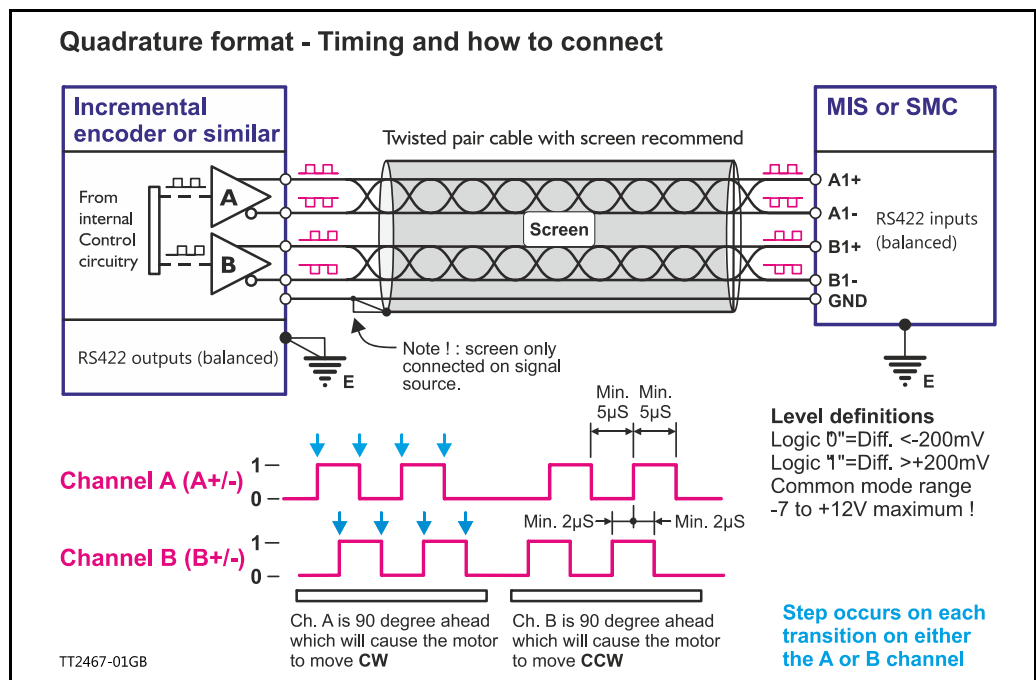 Quadrature format - Timing and how to connect
Incremental
encoder or similar
MIS or SMC
Twisted pair cable with screen recommend
From
internal
Control
circuitry
A
B
Screen
A1+
A1-
B1+
B1-
GND
RS422 inputs
(balanced)
RS422 outputs (balanced)
E
Note ! : screen only
connected on signal
source.
E
Min.
5µS
Min.
5µS
Level definitions
Logic "0"=Diff. <-200mV
Logic "1"=Diff. >+200mV
Common mode range
-7 to +12V maximum !
Channel A (A+/-)
1
0
Min. 2µS
Min. 2µS
Channel B (B+/-)
1
0
Ch. A is 90 degree ahead
which will cause the motor
to move CW
Ch. B is 90 degree ahead
which will cause the motor
to move CCW
Step occurs on each
transition on either
the A or B channel
TT2467-01GB